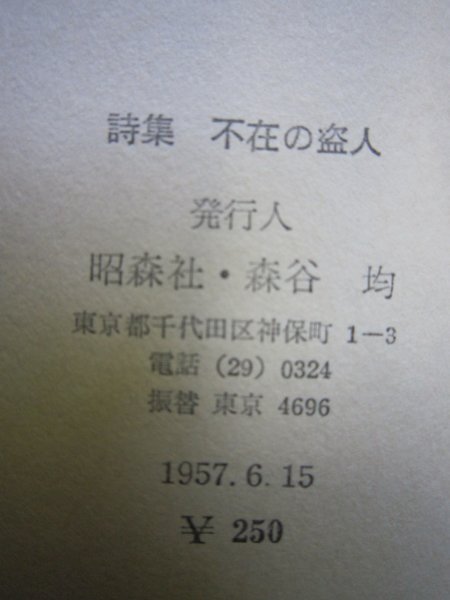 詩集 不在の盗人
発行人
昭森社・森谷 均
東京都千代田区神保町 1-3
電話 (29) 0324
振替 東京 4696
1957. 6. 15
¥ 250